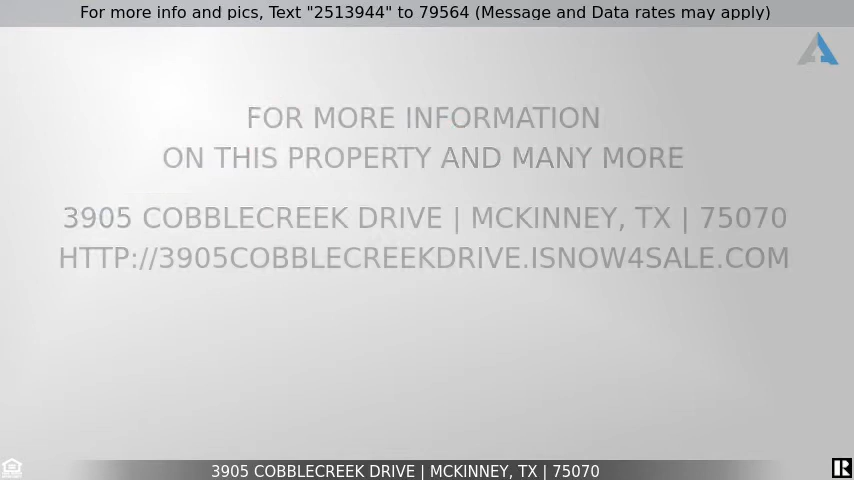 For more info and pics, Text "2513944" to 79564 (Message and Data rates may apply)
FOR MORE INFORMATION
ON THIS PROPERTY AND MANY MORE
3905 COBBLECREEK DRIVE | MCKINNEY, TX | 75070
HTTP://3905COBBLECREEKDRIVE.ISNOW4SALE.COM
3905 COBBLECREEK DRIVE | MCKINNEY, TX | 75070